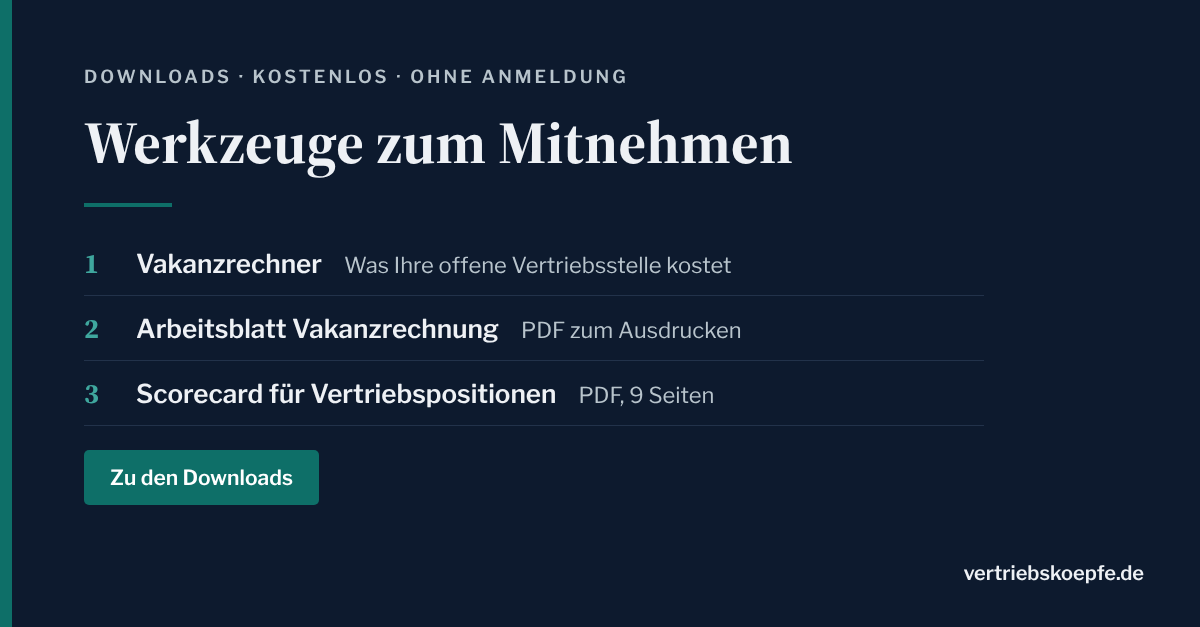 DOWNLOADS · KOSTENLOS · OHNE ANMELDUNG
Werkzeuge zum Mitnehmen
1 Vakanzrechner Was Ihre offene Vertriebsstelle kostet
2 Arbeitsblatt Vakanzrechnung PDF zum Ausdrucken
3 Scorecard für Vertriebspositionen PDF, 9 Seiten
Zu den Downloads
vertriebskoepfe.de